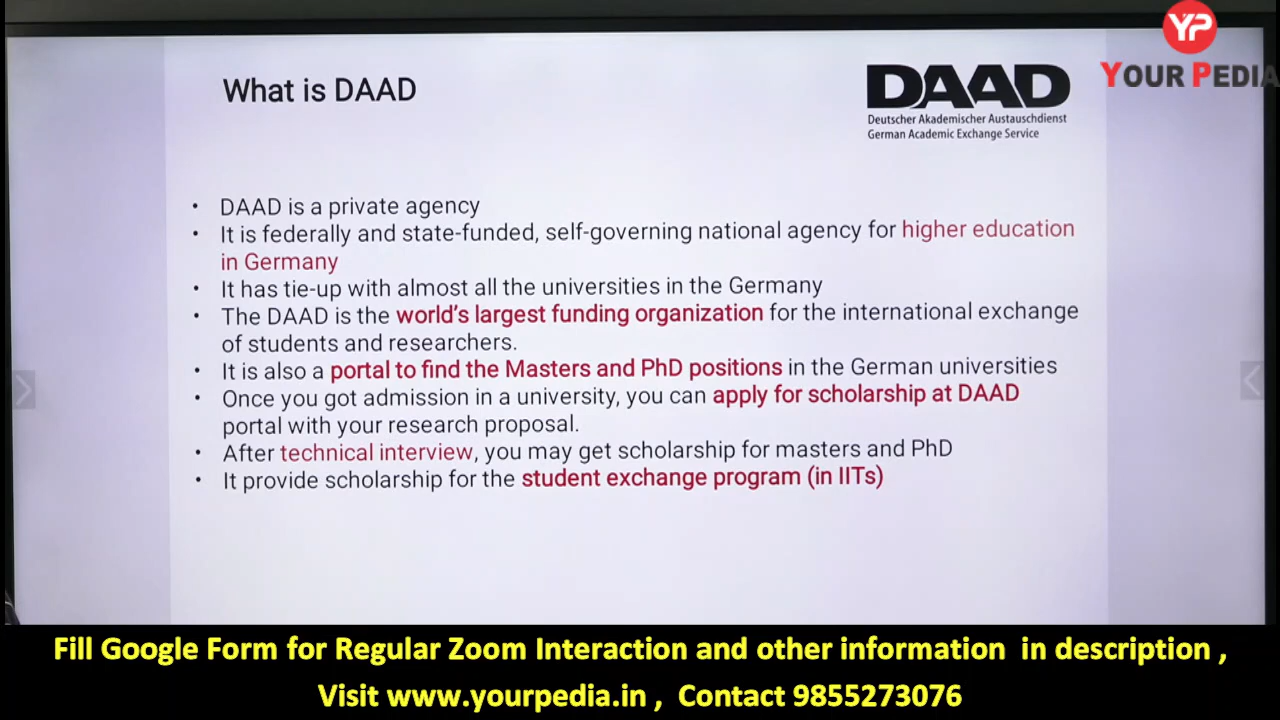 YP
YOUR PEDIA
What is DAAD
DAAD
Deutscher Akademischer Austauschdienst
German Academic Exchange Service
• DAAD is a private agency
• It is federally and state-funded, self-governing national agency for higher education
in Germany
• It has tie-up with almost all the universities in the Germany
• The DAAD is the world's largest funding organization for the international exchange
of students and researchers.
• It is also a portal to find the Masters and PhD positions in the German universities
• Once you got admission in a university, you can apply for scholarship at DAAD
portal with your research proposal.
• After technical interview, you may get scholarship for masters and PhD
• It provide scholarship for the student exchange program (in IITs)
Fill Google Form for Regular Zoom Interaction and other information in description ,
Visit www.yourpedia.in , Contact 9855273076